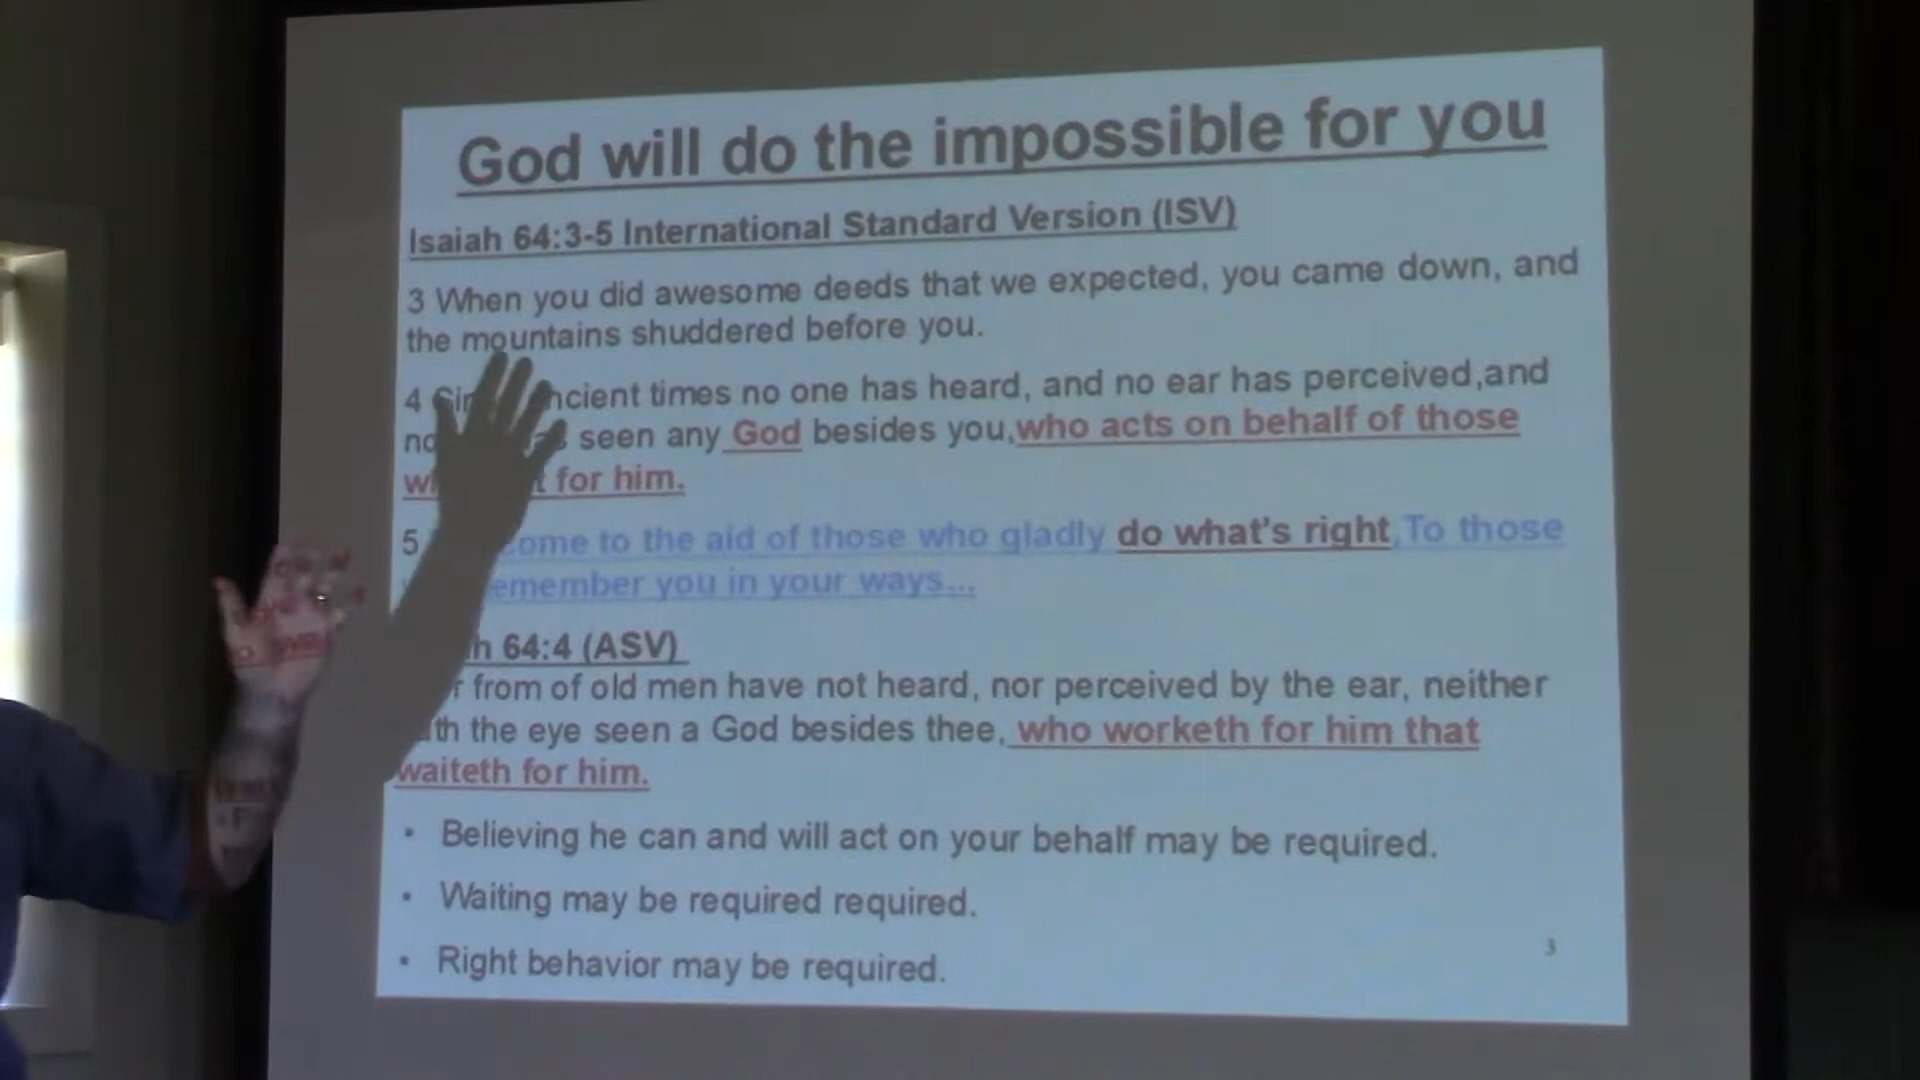 God will do the impossible for you
Isaiah 64:3-5 International Standard Version (ISV)
3 When you did awesome deeds that we expected, you came down, and
the mountains shuddered before you.
4 times no one has heard, and no ear has perceived,and
seen any God besides you,who acts on behalf of those
for him.
5 to the aid of those who gladly do what's right,To those
you in your ways...
64:4 (ASV)
from of old men have not heard, nor perceived by the ear, neither
the eye seen a God besides thee, who worketh for him that
waiteth for him.
• Believing he can and will act on your behalf may be required.
• Waiting may be required required.
• Right behavior may be required.
3